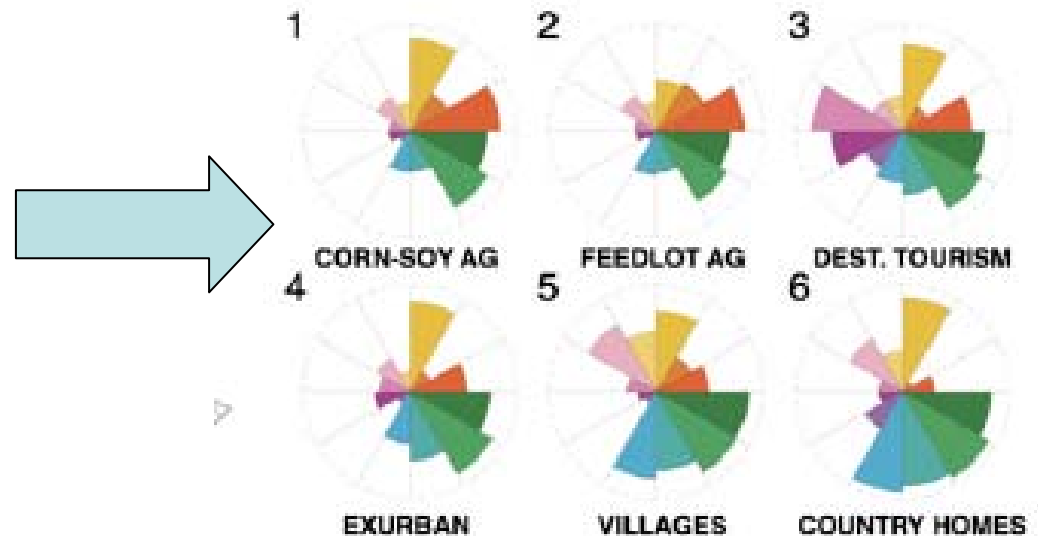 1 2 3
CORN-SOY AG FEEDLOT AG DEST. TOURISM
4 5 6
EXURBAN VILLAGES COUNTRY HOMES